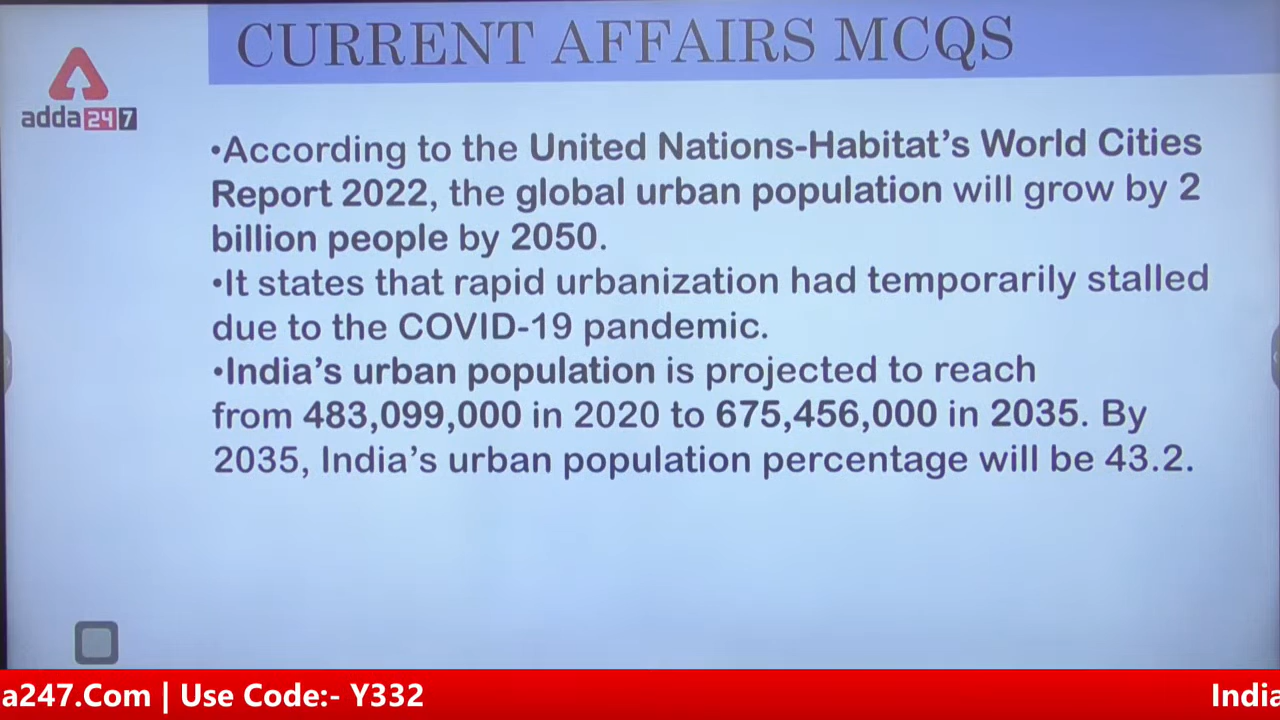 CURRENT AFFAIRS MCQS
adda247
•According to the United Nations-Habitat’s World Cities
Report 2022, the global urban population will grow by 2
billion people by 2050.
•It states that rapid urbanization had temporarily stalled
due to the COVID-19 pandemic.
•India’s urban population is projected to reach
from 483,099,000 in 2020 to 675,456,000 in 2035. By
2035, India’s urban population percentage will be 43.2.
a247.Com | Use Code:- Y332
India